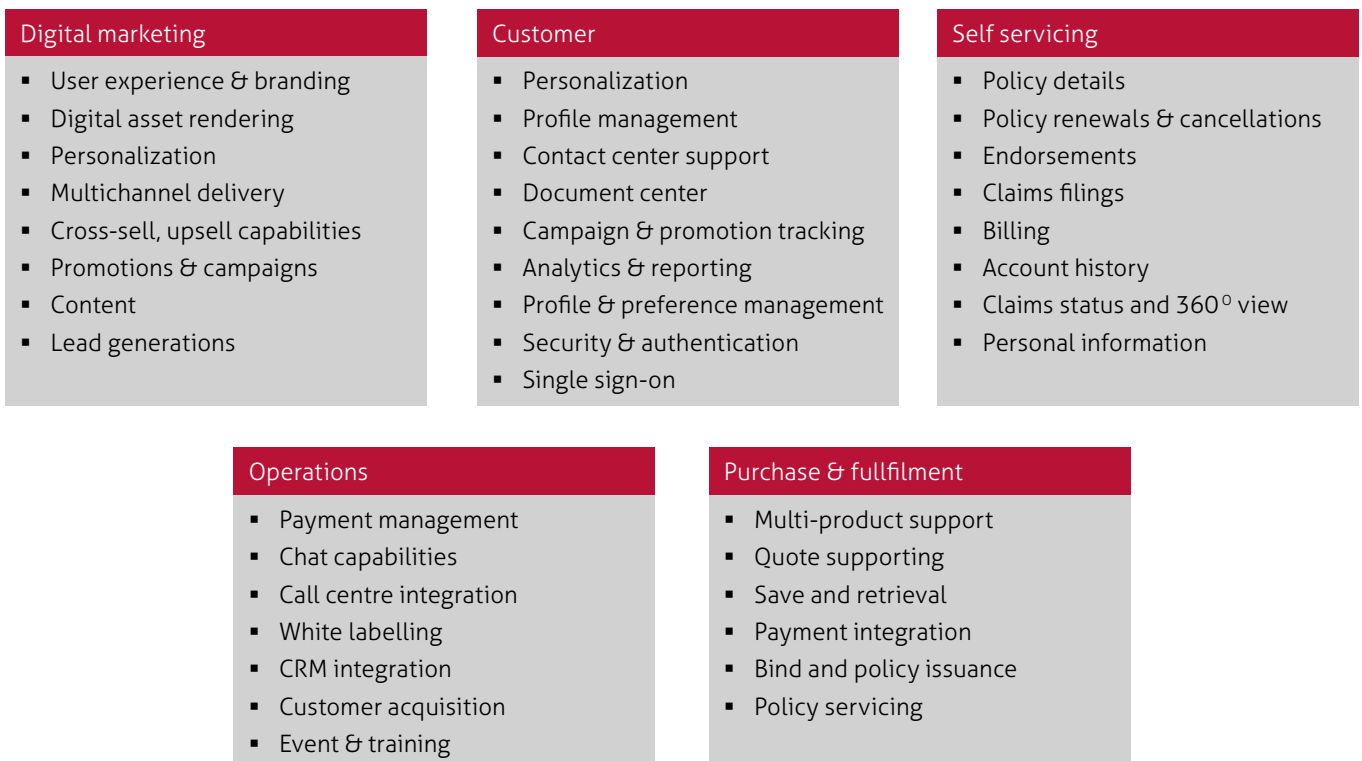 Digital marketing
▪ User experience & branding
▪ Digital asset rendering
▪ Personalization
▪ Multichannel delivery
▪ Cross-sell, upsell capabilities
▪ Promotions & campaigns
▪ Content
▪ Lead generations
Customer
▪ Personalization
▪ Profile management
▪ Contact center support
▪ Document center
▪ Campaign & promotion tracking
▪ Analytics & reporting
▪ Profile & preference management
▪ Security & authentication
▪ Single sign-on
Self servicing
▪ Policy details
▪ Policy renewals & cancellations
▪ Endorsements
▪ Claims filings
▪ Billing
▪ Account history
▪ Claims status and 360⁰ view
▪ Personal information
Operations
▪ Payment management
▪ Chat capabilities
▪ Call centre integration
▪ White labelling
▪ CRM integration
▪ Customer acquisition
▪ Event & training
Purchase & fullfilment
▪ Multi-product support
▪ Quote supporting
▪ Save and retrieval
▪ Payment integration
▪ Bind and policy issuance
▪ Policy servicing